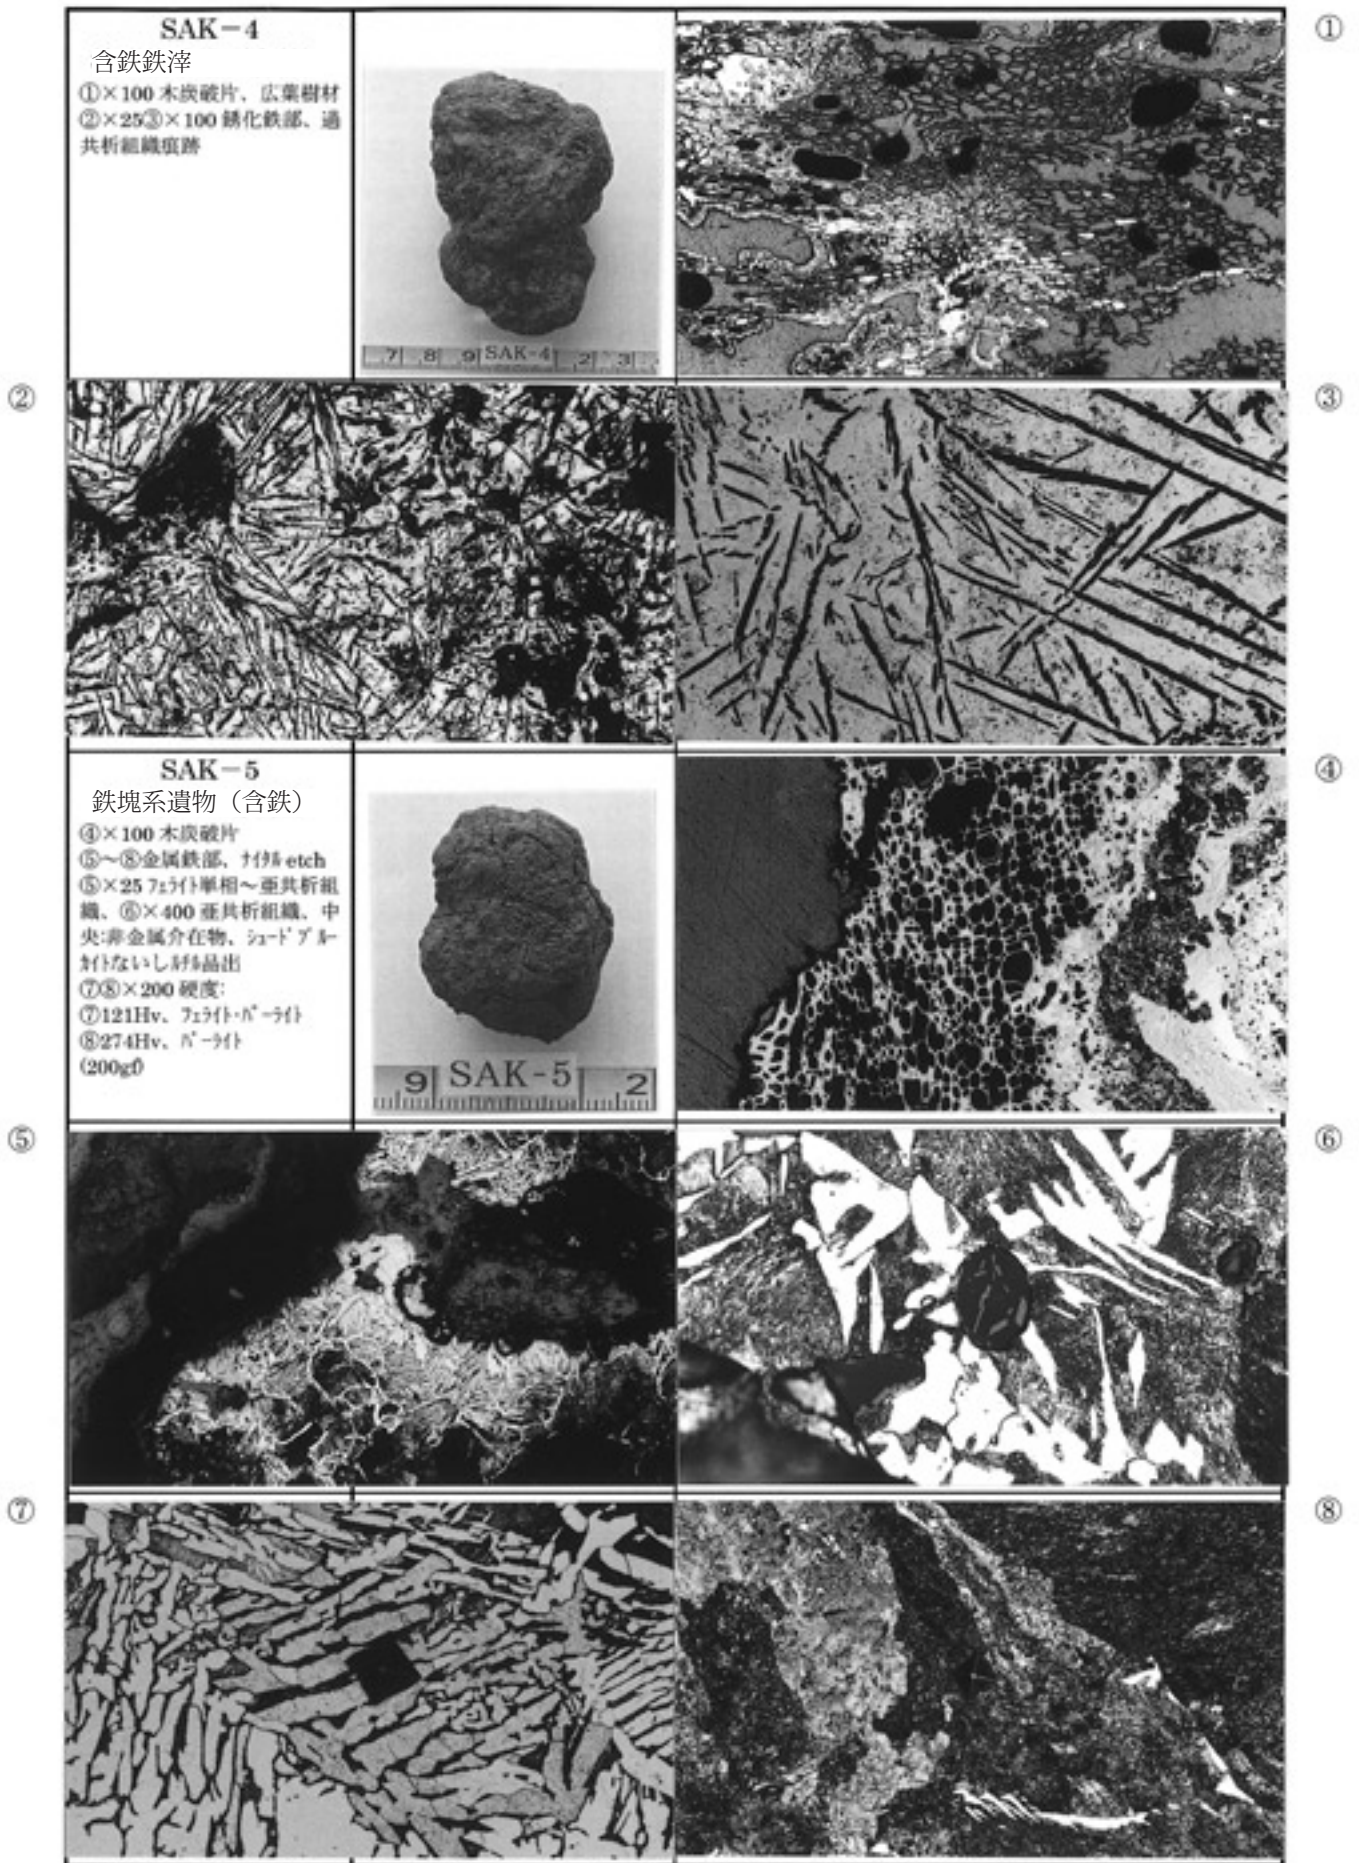 SAK-4
含鉄鉄滓
①×100 木炭破片、広葉樹材
②×25③×100 銹化鉄部、過
共析組織痕跡
7 8 9 SAK-4 2 3
①
②
③
SAK-5
鉄塊系遺物（含鉄）
④×100 木炭破片
⑤～⑧金属鉄部、ﾅｲﾀﾙ etch
⑤×25 ﾌｪﾗｲﾄ単相～亜共析組
織、⑥×400 亜共析組織、中
央:非金属介在物、ｼｭｰﾄﾞﾌﾞﾙｰ
ｶｲﾄないしﾙﾁﾙ晶出
⑦⑧×200 硬度:
⑦121Hv、ﾌｪﾗｲﾄ・ﾊﾟｰﾗｲﾄ
⑧274Hv、ﾊﾟｰﾗｲﾄ
(200gf)
9 SAK-5 2
④
⑤
⑥
⑦
⑧